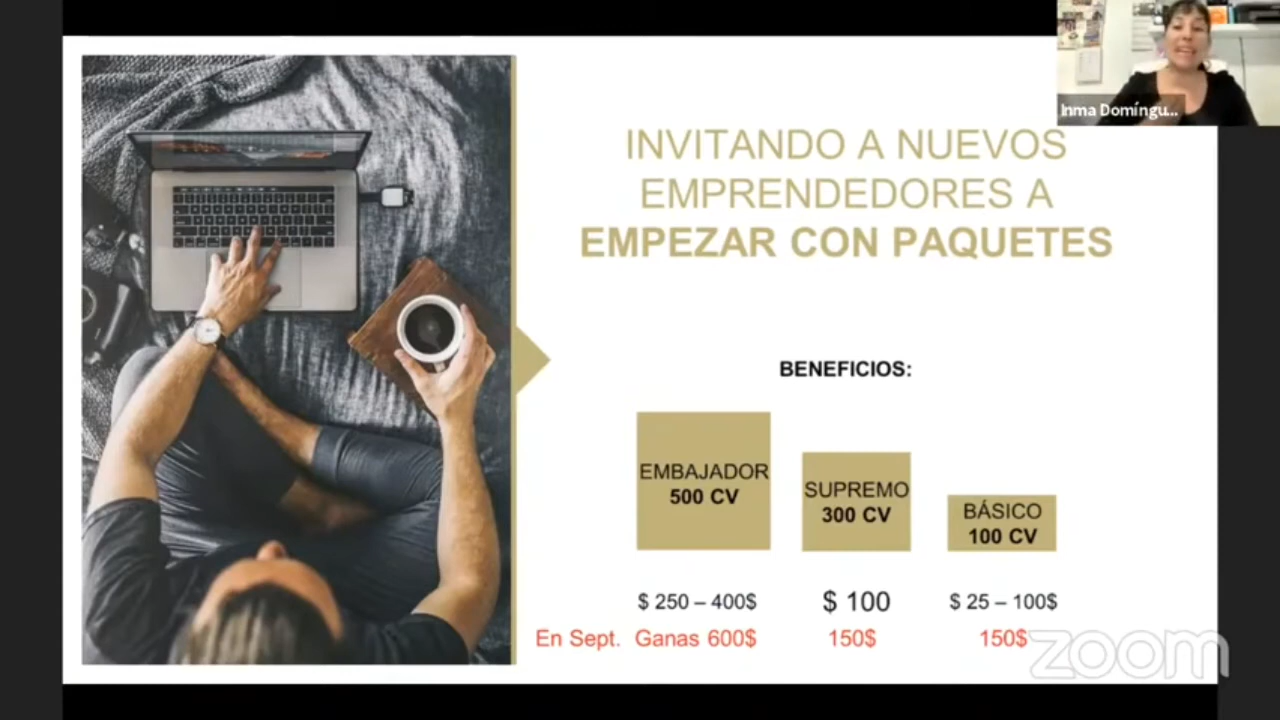 Inma Domíngu...
INVITANDO A NUEVOS
EMPRENDEDORES A
EMPEZAR CON PAQUETES
BENEFICIOS:
EMBAJADOR
500 CV
SUPREMO
300 CV
BÁSICO
100 CV
$ 250 – 400$ $ 100 $ 25 – 100$
En Sept. Ganas 600$ 150$ 150$
zoom